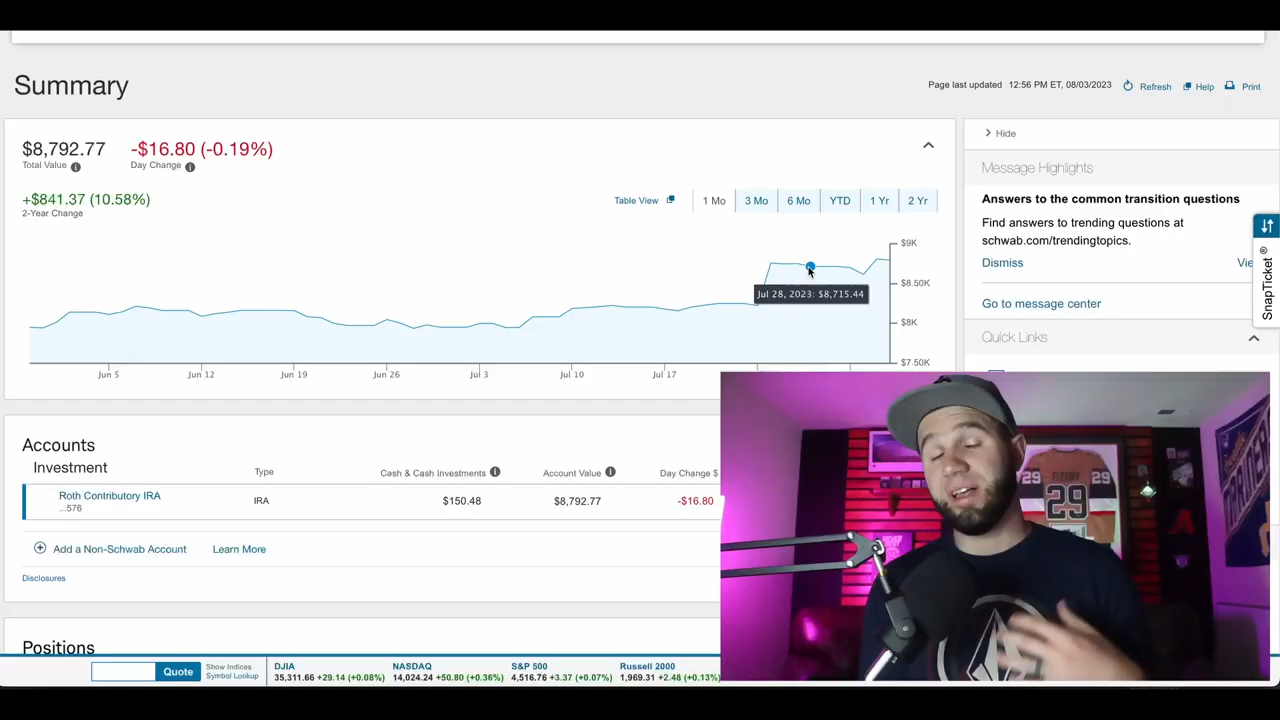 Summary
Page last updated 12:56 PM ET, 08/03/2023 Refresh Help Print
$8,792.77 -$16.80 (-0.19%)
Total Value Day Change
+$841.37 (10.58%)
2-Year Change
Table View 1 Mo 3 Mo 6 Mo YTD 1 Yr 2 Yr
$9K
$8.50K
$8K
$7.50K
Jul 28, 2023: $8,715.44
Jun 5 Jun 12 Jun 19 Jun 26 Jul 3 Jul 10 Jul 17
Hide
Message Highlights
Answers to the common transition questions
Find answers to trending questions at
schwab.com/trendingtopics.
Dismiss
Go to message center
Quick Links
SnapTicket ®
Accounts
Investment Type Cash & Cash Investments Account Value Day Change $
Roth Contributory IRA IRA $150.48 $8,792.77 -$16.80
...576
Add a Non-Schwab Account Learn More
Disclosures
Positions
Quote
Show Indices
Symbol Lookup
DJIA NASDAQ S&P 500 Russell 2000
35,311.66 +29.14 (+0.08%) 14,024.24 +50.80 (+0.36%) 4,516.76 +3.37 (+0.07%) 1,969.31 +2.48 (+0.13%)
FLEURY
29 29
29